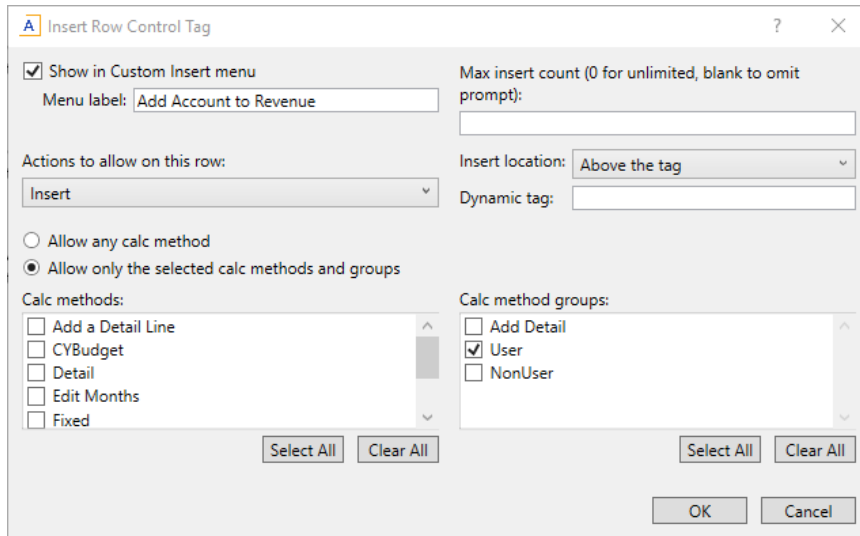 A Insert Row Control Tag ?
Show in Custom Insert menu
Menu label: Add Account to Revenue
Max insert count (0 for unlimited, blank to omit
prompt):
Actions to allow on this row:
Insert
Insert location: Above the tag
Dynamic tag:
Allow any calc method
Allow only the selected calc methods and groups
Calc methods:
Add a Detail Line
CYBudget
Detail
Edit Months
Fixed
Select All Clear All
Calc method groups:
Add Detail
User
NonUser
Select All Clear All
OK Cancel